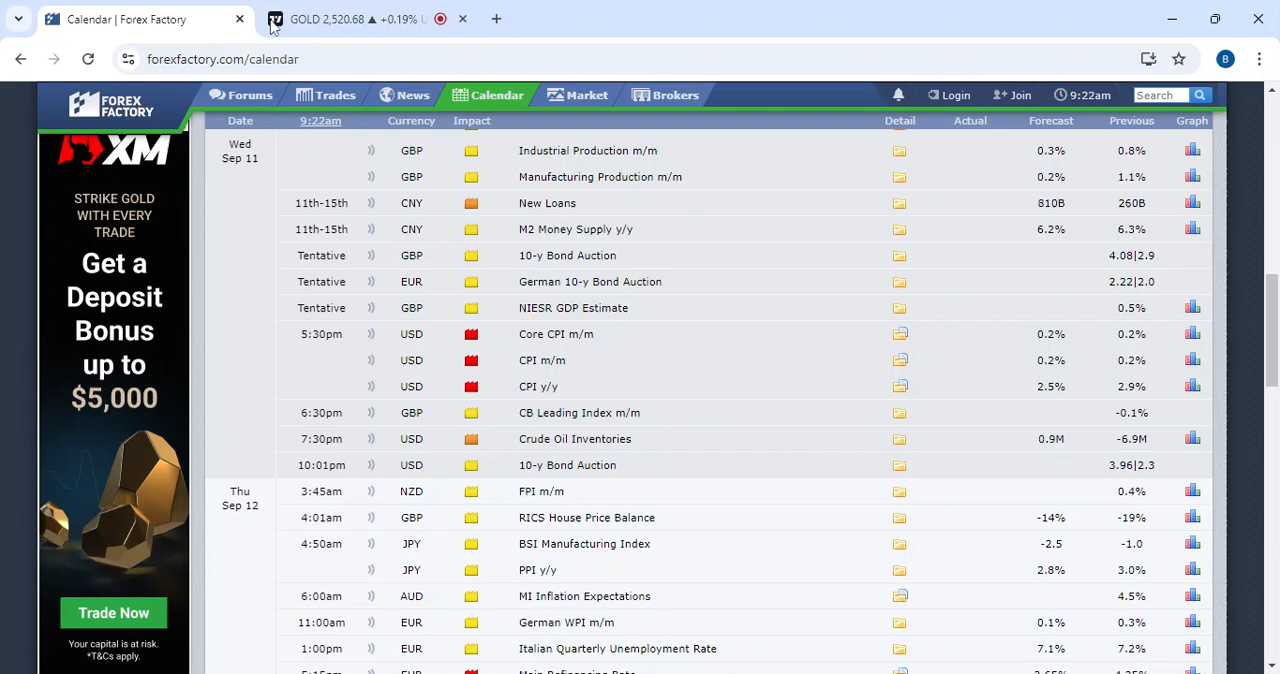 Calendar | Forex Factory
GOLD 2,520.68 ▲ +0.19%
forexfactory.com/calendar
B
FOREX FACTORY
Forums Trades News Calendar Market Brokers Login Join 9:22am Search
Date 9:22am Currency Impact Detail Actual Forecast Previous Graph
Wed Sep 11
GBP Industrial Production m/m 0.3% 0.8%
GBP Manufacturing Production m/m 0.2% 1.1%
11th-15th CNY New Loans 810B 260B
11th-15th CNY M2 Money Supply y/y 6.2% 6.3%
Tentative GBP 10-y Bond Auction 4.08|2.9
Tentative EUR German 10-y Bond Auction 2.22|2.0
Tentative GBP NIESR GDP Estimate 0.5%
5:30pm USD Core CPI m/m 0.2% 0.2%
USD CPI m/m 0.2% 0.2%
USD CPI y/y 2.5% 2.9%
6:30pm GBP CB Leading Index m/m -0.1%
7:30pm USD Crude Oil Inventories 0.9M -6.9M
10:01pm USD 10-y Bond Auction 3.96|2.3
Thu Sep 12
3:45am NZD FPI m/m 0.4%
4:01am GBP RICS House Price Balance -14% -19%
4:50am JPY BSI Manufacturing Index -2.5 -1.0
JPY PPI y/y 2.8% 3.0%
6:00am AUD MI Inflation Expectations 4.5%
11:00am EUR German WPI m/m 0.1% 0.3%
1:00pm EUR Italian Quarterly Unemployment Rate 7.1% 7.2%
5:15pm EUR Main Refinancing Rate 3.65% 4.25%
XM
STRIKE GOLD
WITH EVERY
TRADE
Get a
Deposit
Bonus
up to
$5,000
Trade Now
Your capital is at risk.
*T&Cs apply.